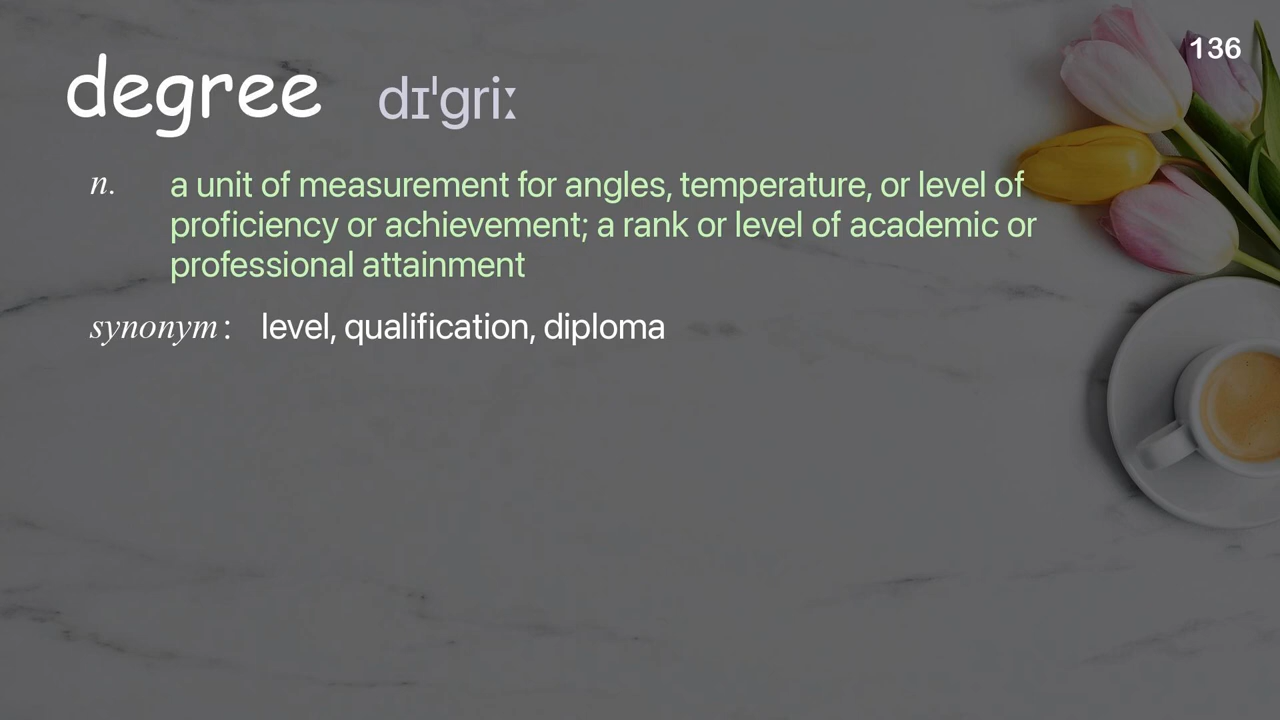 136
degree dɪˈɡriː
n. a unit of measurement for angles, temperature, or level of
proficiency or achievement; a rank or level of academic or
professional attainment
synonym: level, qualification, diploma